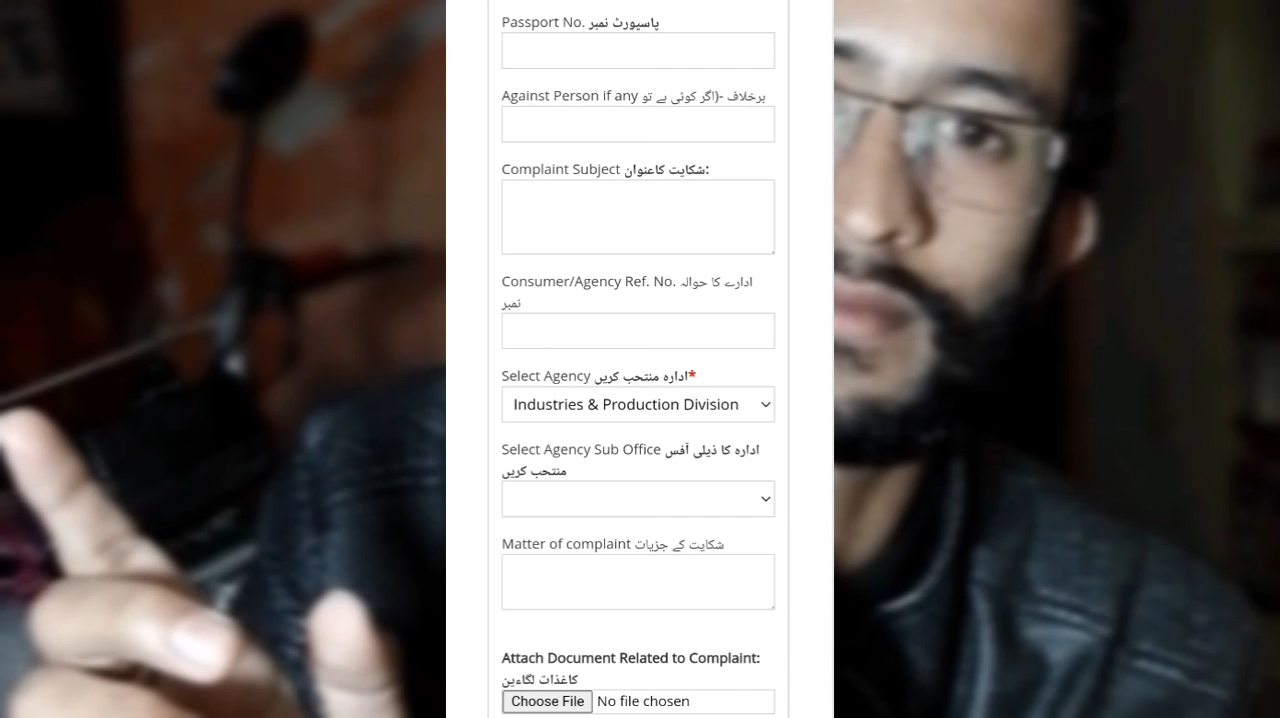 Passport No. پاسپورٹ نمبر
Against Person if any برخلاف -(اگر کوئی ہے تو
Complaint Subject شکایت کاعنوان:
Consumer/Agency Ref. No. ادارے کا حوالہ
نمبر
Select Agency ادارہ منتحب کریں*
Industries & Production Division
Select Agency Sub Office ادارہ کا ذیلی آفس
منتحب کریں
Matter of complaint شکایت کے جزیات
Attach Document Related to Complaint:
کاغذات لگاءین
Choose File No file chosen